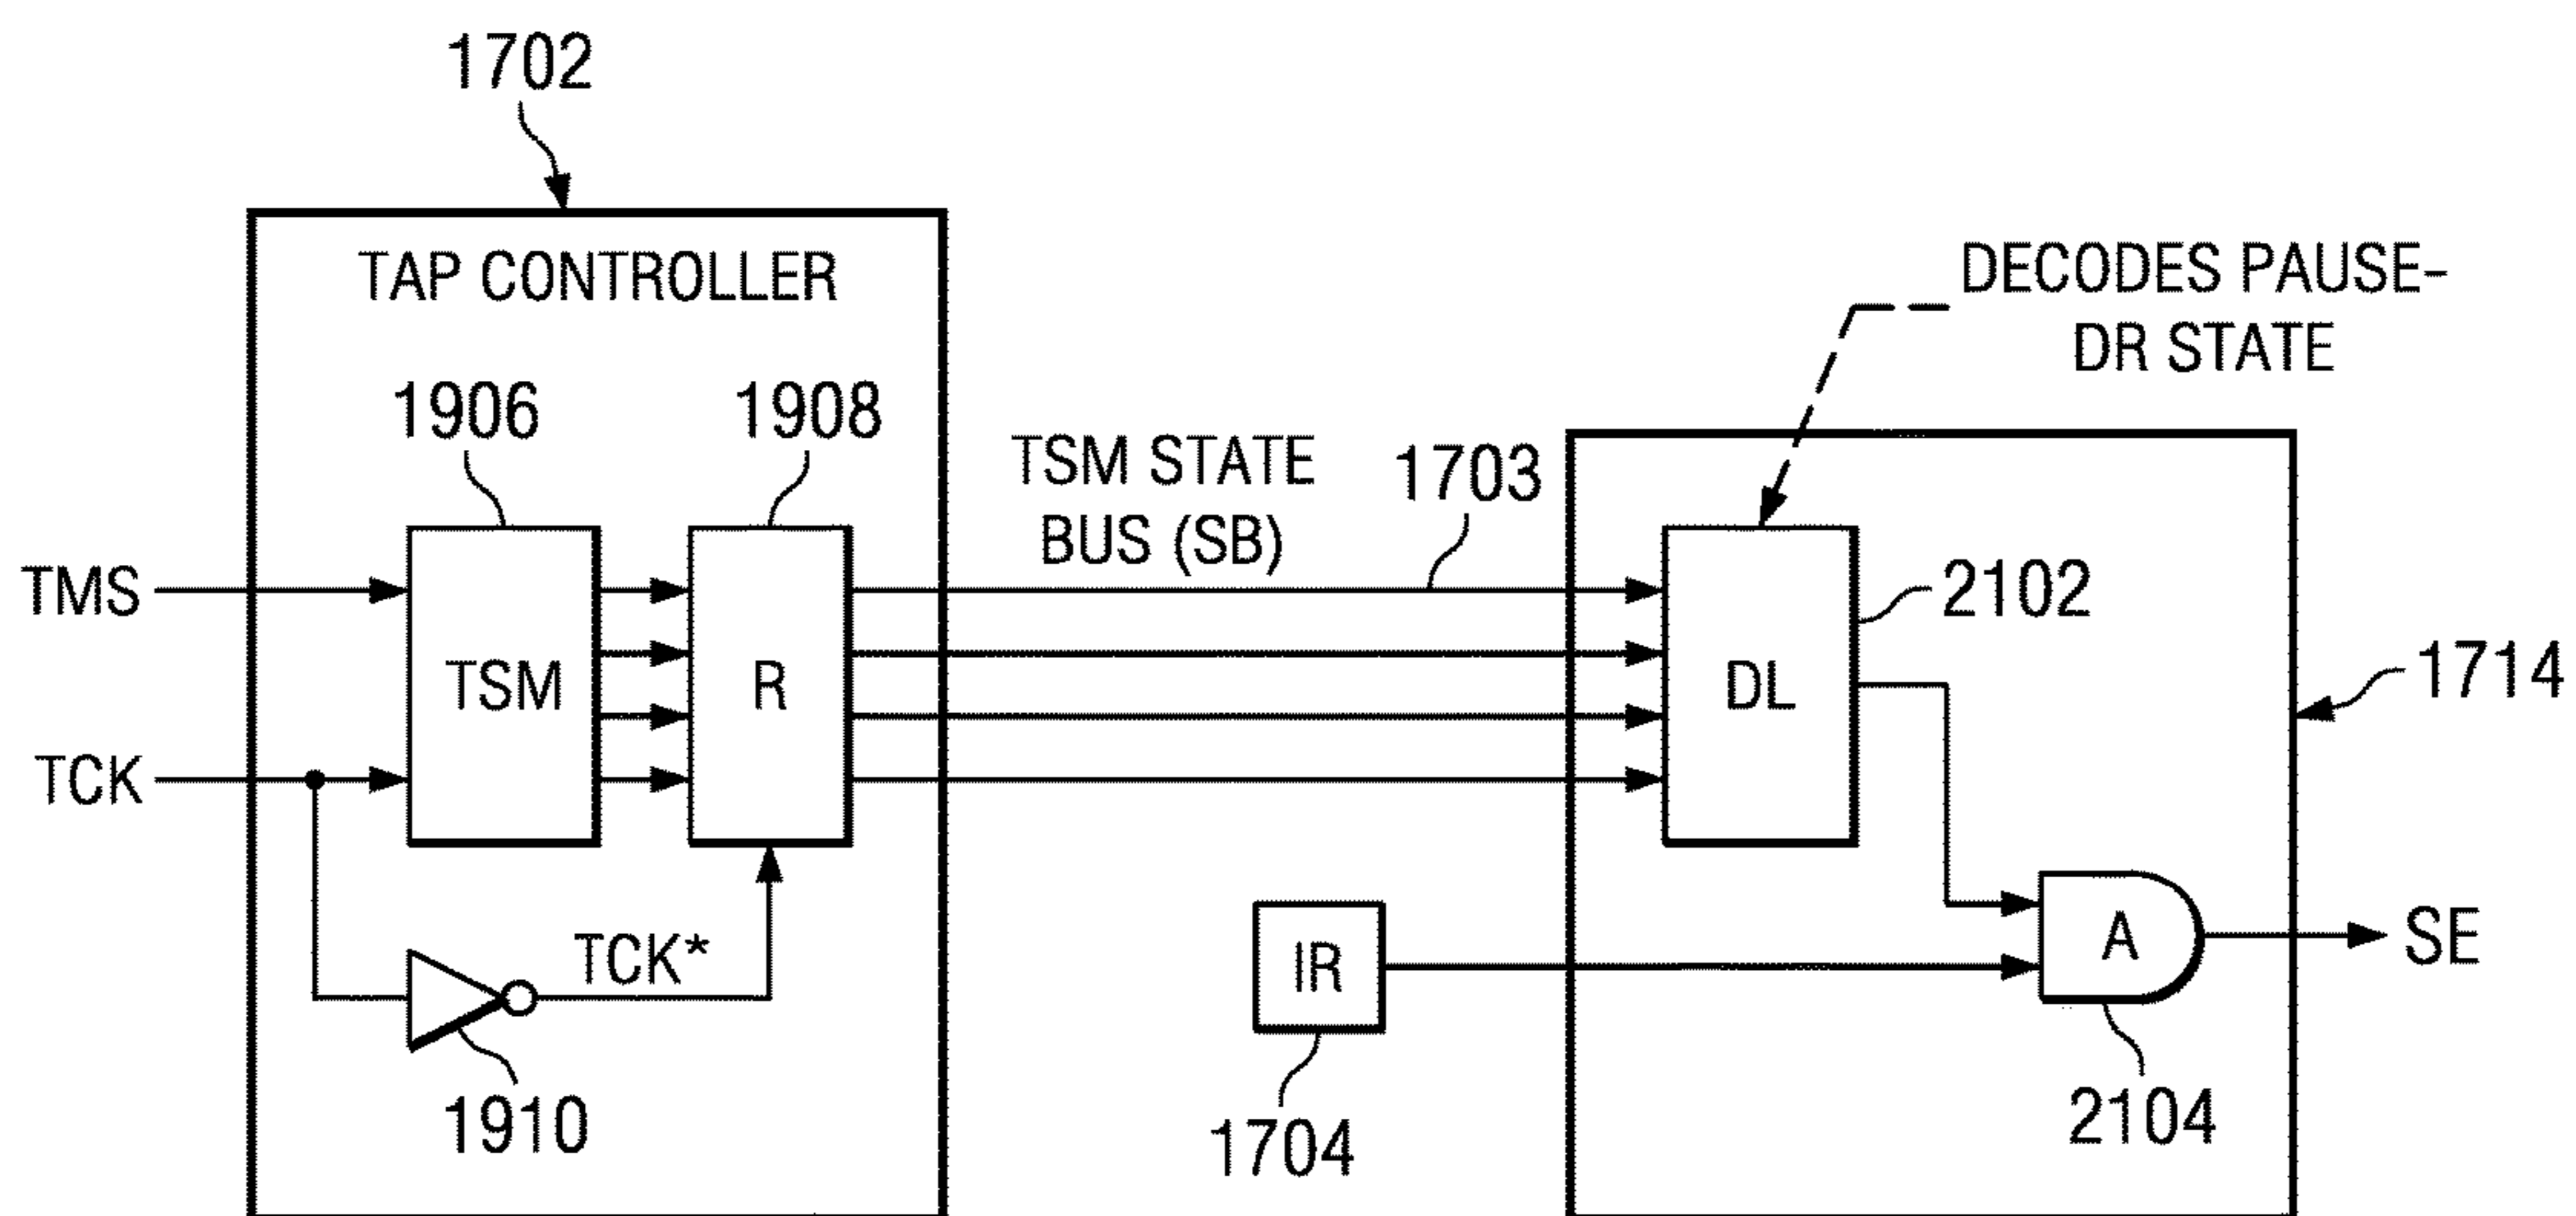 1702
TAP CONTROLLER
DECODES PAUSE-
DR STATE
1906
1908
TSM STATE
BUS (SB)
1703
TMS
TSM
R
DL
2102
1714
TCK
TCK*
IR
A
SE
1910
1704
2104